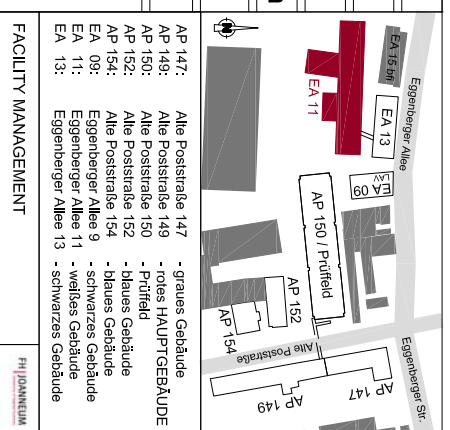 Eggenberger Allee
Eggenberger Str.
EA 15 bfi
EA 13
EA 11
EA 09
LAV
AP 150 / Prüffeld
AP 152
AP 154
Alte Poststraße
AP 147
AP 149
N
AP 147: Alte Poststraße 147 - graues Gebäude
AP 149: Alte Poststraße 149 - rotes HAUPTGEBÄUDE
AP 150: Alte Poststraße 150 - Prüffeld
AP 152: Alte Poststraße 152 - blaues Gebäude
AP 154: Alte Poststraße 154 - blaues Gebäude
EA 09: Eggenberger Allee 9 - schwarzes Gebäude
EA 11: Eggenberger Allee 11 - weißes Gebäude
EA 13: Eggenberger Allee 13 - schwarzes Gebäude
FACILITY MANAGEMENT
FH JOANNEUM